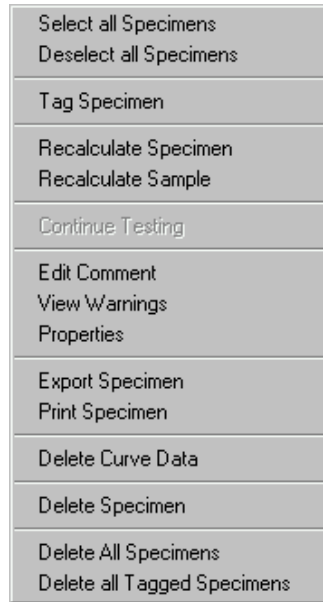 Select all Specimens
Deselect all Specimens
Tag Specimen
Recalculate Specimen
Recalculate Sample
Continue Testing
Edit Comment
View Warnings
Properties
Export Specimen
Print Specimen
Delete Curve Data
Delete Specimen
Delete All Specimens
Delete all Tagged Specimens